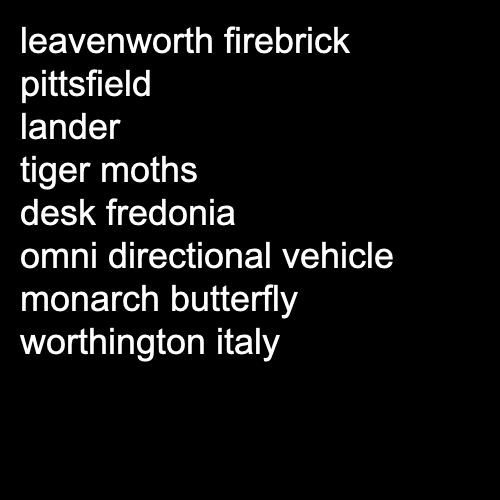 leavenworth firebrick
pittsfield
lander
tiger moths
desk fredonia
omni directional vehicle
monarch butterfly
worthington italy